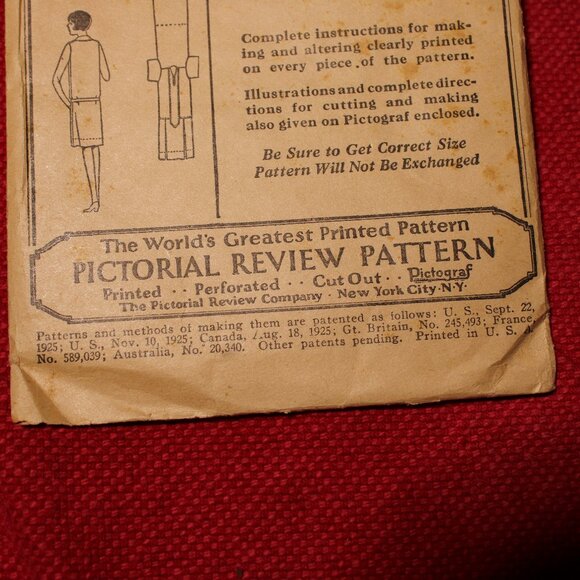 Complete instructions for mak-
ing and altering clearly printed
on every piece of the pattern.
Illustrations and complete direc-
tions for cutting and making
also given on Pictograf enclosed.
Be Sure to Get Correct Size
Pattern Will Not Be Exchanged
The World's Greatest Printed Pattern
PICTORIAL REVIEW PATTERN
Printed · · Perforated · · Cut Out · · Pictograf
The Pictorial Review Company · New York City · N·Y·
Patterns and methods of making them are patented as follows: U. S., Sept. 22,
1925; U. S., Nov. 10, 1925; Canada, Aug. 18, 1925; Gt. Britain, No. 245,493; France,
No. 589,039; Australia, No. 20,340. Other patents pending. Printed in U. S. A.